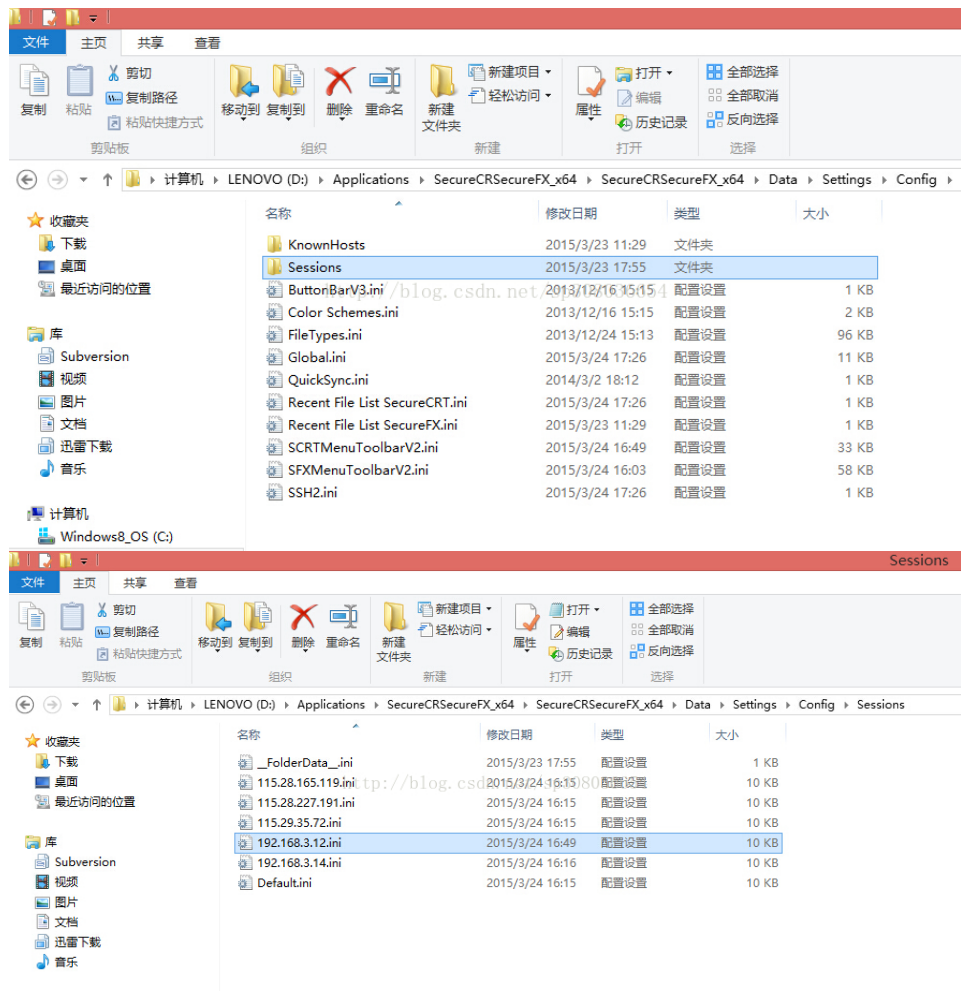 文件 主页 共享 查看
复制 粘贴 剪切 复制路径 粘贴快捷方式 移动到 复制到 删除 重命名 新建文件夹 新建项目 轻松访问 属性 打开 编辑 历史记录 全部选择 全部取消 反向选择
剪贴板 组织 新建 打开 选择
计算机 LENOVO (D:) Applications SecureCRSecureFX_x64 SecureCRSecureFX_x64 Data Settings Config
名称 修改日期 类型 大小
收藏夹
下载
桌面
最近访问的位置
库
Subversion
视频
图片
文档
迅雷下载
音乐
计算机
Windows8_OS (C:)
KnownHosts 2015/3/23 11:29 文件夹
Sessions 2015/3/23 17:55 文件夹
ButtonBarV3.ini 2013/12/16 15:15 配置设置 1 KB
Color Schemes.ini 2013/12/16 15:15 配置设置 2 KB
FileTypes.ini 2013/12/24 15:13 配置设置 96 KB
Global.ini 2015/3/24 17:26 配置设置 11 KB
QuickSync.ini 2014/3/2 18:12 配置设置 1 KB
Recent File List SecureCRT.ini 2015/3/24 17:26 配置设置 1 KB
Recent File List SecureFX.ini 2015/3/23 11:29 配置设置 1 KB
SCRTMenuToolbarV2.ini 2015/3/24 16:49 配置设置 33 KB
SFXMenuToolbarV2.ini 2015/3/24 16:03 配置设置 58 KB
SSH2.ini 2015/3/24 17:26 配置设置 1 KB
Sessions
文件 主页 共享 查看
复制 粘贴 剪切 复制路径 粘贴快捷方式 移动到 复制到 删除 重命名 新建文件夹 新建项目 轻松访问 属性 打开 编辑 历史记录 全部选择 全部取消 反向选择
剪贴板 组织 新建 打开 选择
计算机 LENOVO (D:) Applications SecureCRSecureFX_x64 SecureCRSecureFX_x64 Data Settings Config Sessions
名称 修改日期 类型 大小
收藏夹
下载
桌面
最近访问的位置
库
Subversion
视频
图片
文档
迅雷下载
音乐
__FolderData__.ini 2015/3/23 17:55 配置设置 1 KB
115.28.165.119.ini 2015/3/24 配置设置 10 KB
115.28.227.191.ini 2015/3/24 16:15 配置设置 10 KB
115.29.35.72.ini 2015/3/24 16:15 配置设置 10 KB
192.168.3.12.ini 2015/3/24 16:49 配置设置 10 KB
192.168.3.14.ini 2015/3/24 16:16 配置设置 10 KB
Default.ini 2015/3/24 16:15 配置设置 10 KB